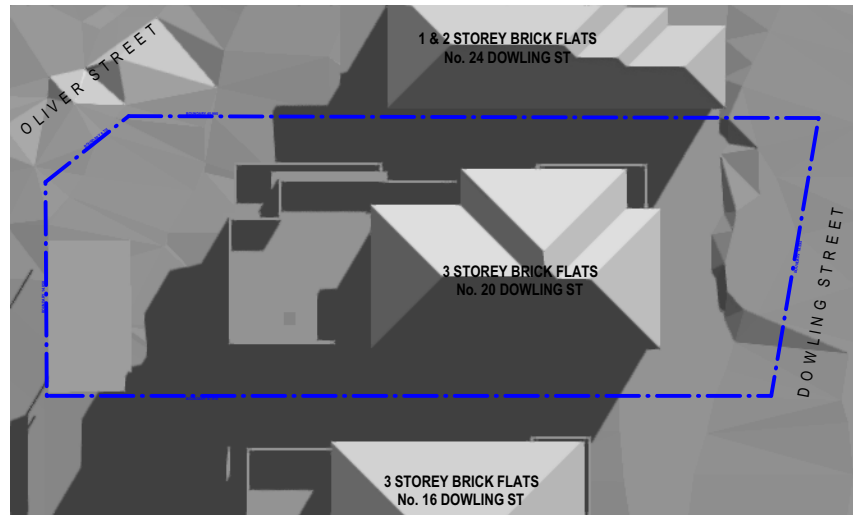 1 & 2 STOREY BRICK FLATS
No. 24 DOWLING ST
OLIVER STREET
3 STOREY BRICK FLATS
No. 20 DOWLING ST
DOWLING STREET
3 STOREY BRICK FLATS
No. 16 DOWLING ST